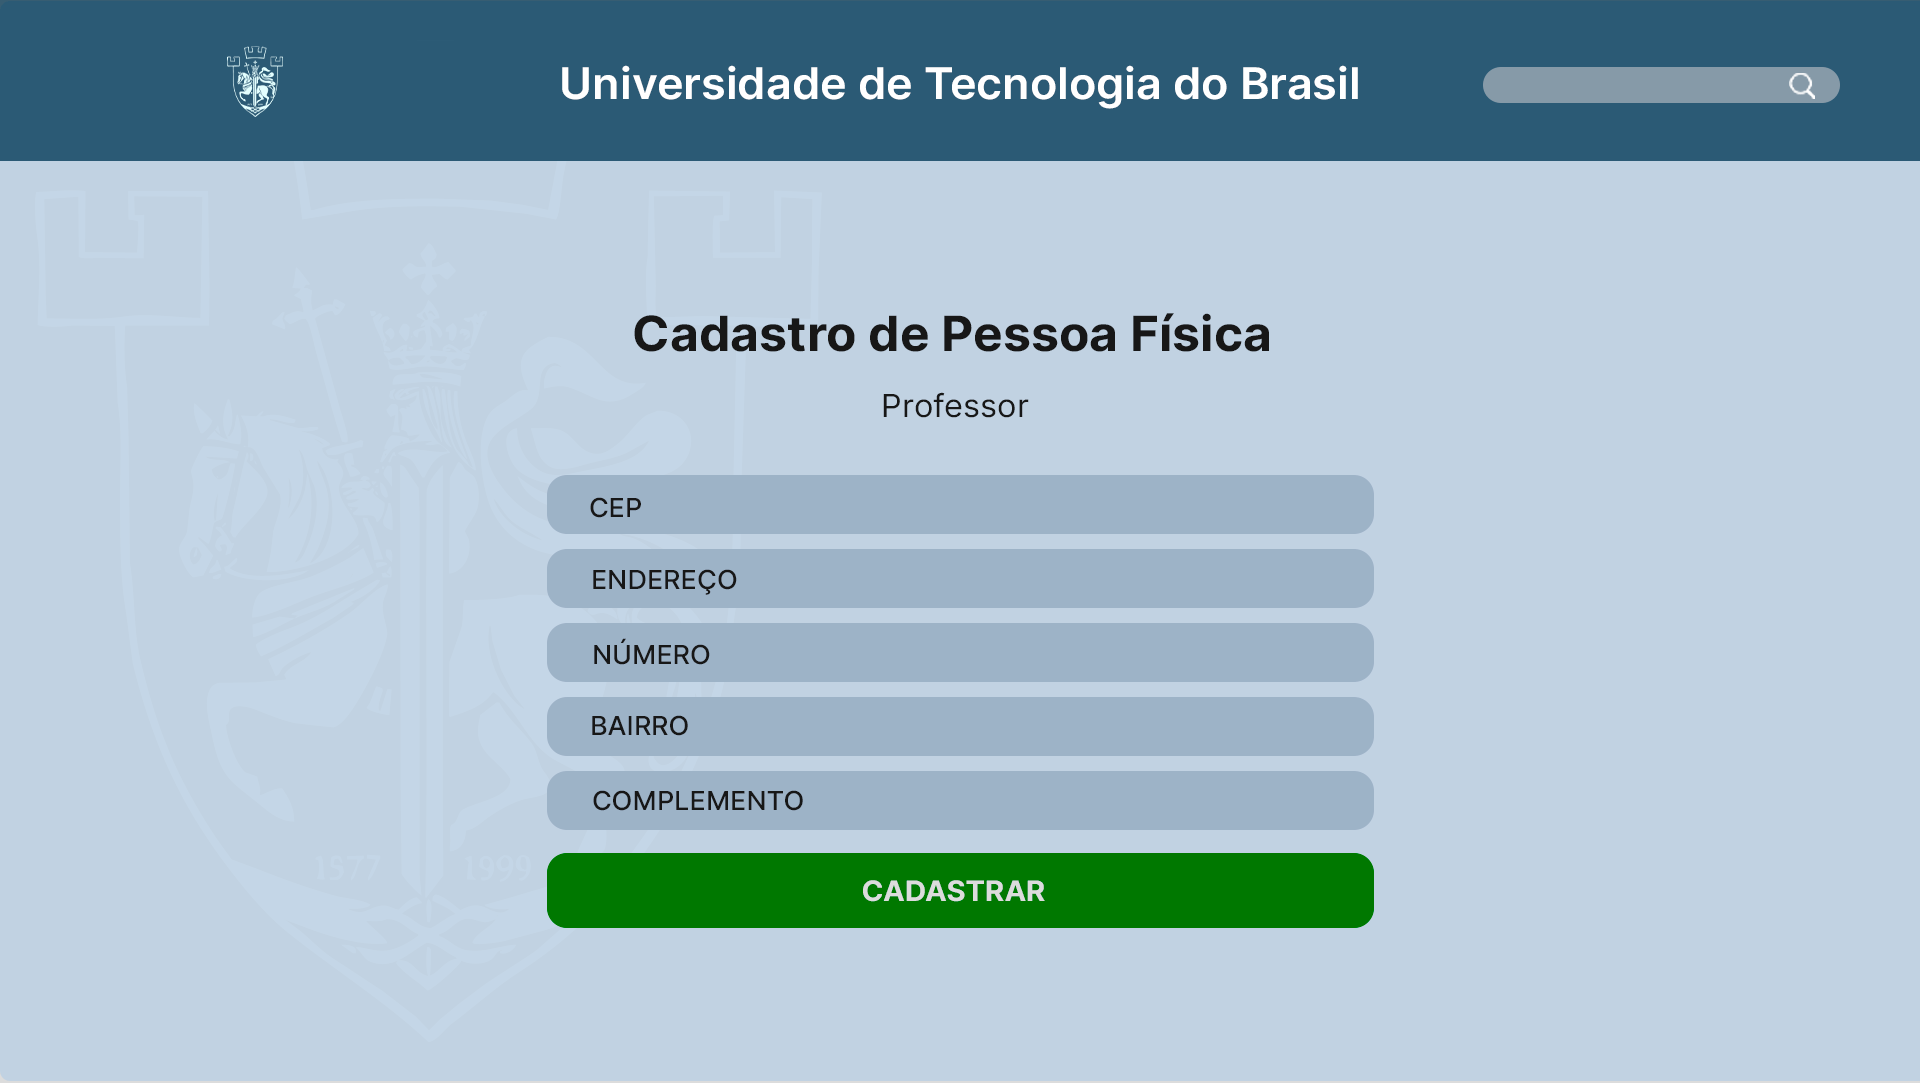 Universidade de Tecnologia do Brasil
Cadastro de Pessoa Física
Professor
CEP
ENDEREÇO
NÚMERO
BAIRRO
COMPLEMENTO
1577 1999
CADASTRAR